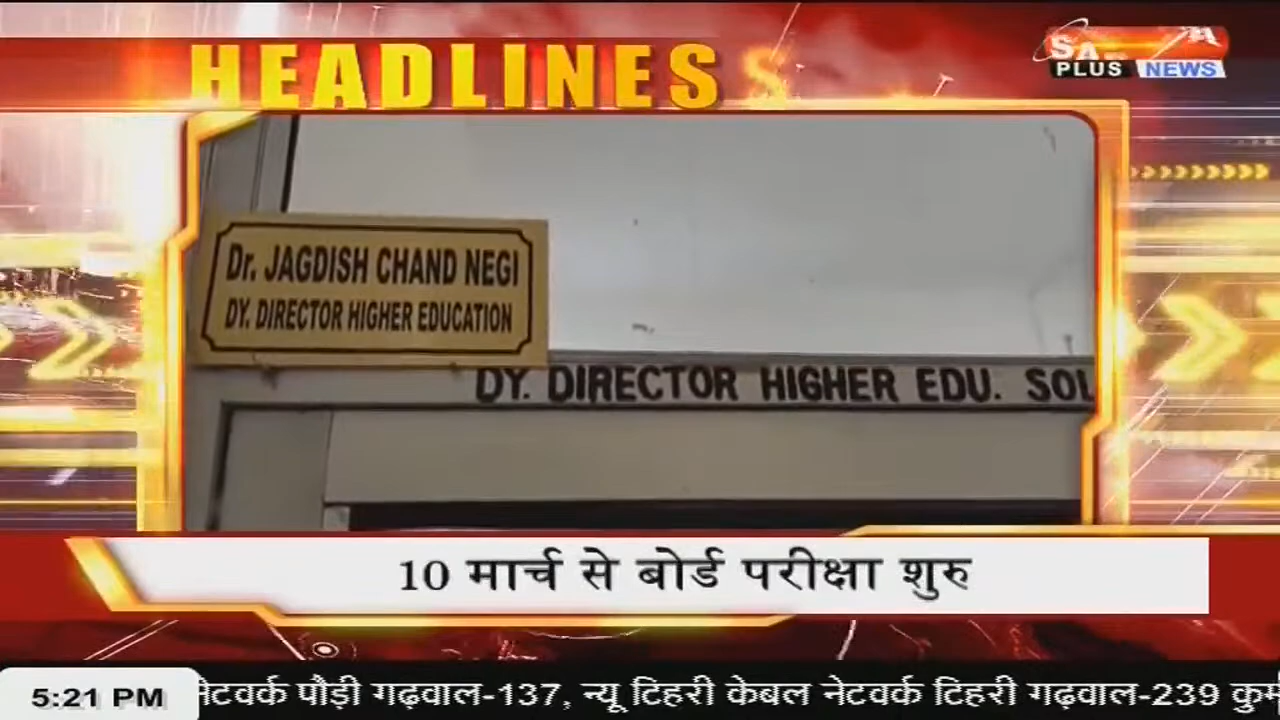 HEADLINES
PLUS NEWS
Dr. JAGDISH CHAND NEGI
DY. DIRECTOR HIGHER EDUCATION
DY. DIRECTOR HIGHER EDU. SOL
10 मार्च से बोर्ड परीक्षा शुरु
5:21 PM
पौड़ी गढ़वाल-137, न्यू टिहरी केबल नेटवर्क टिहरी गढ़वाल-239